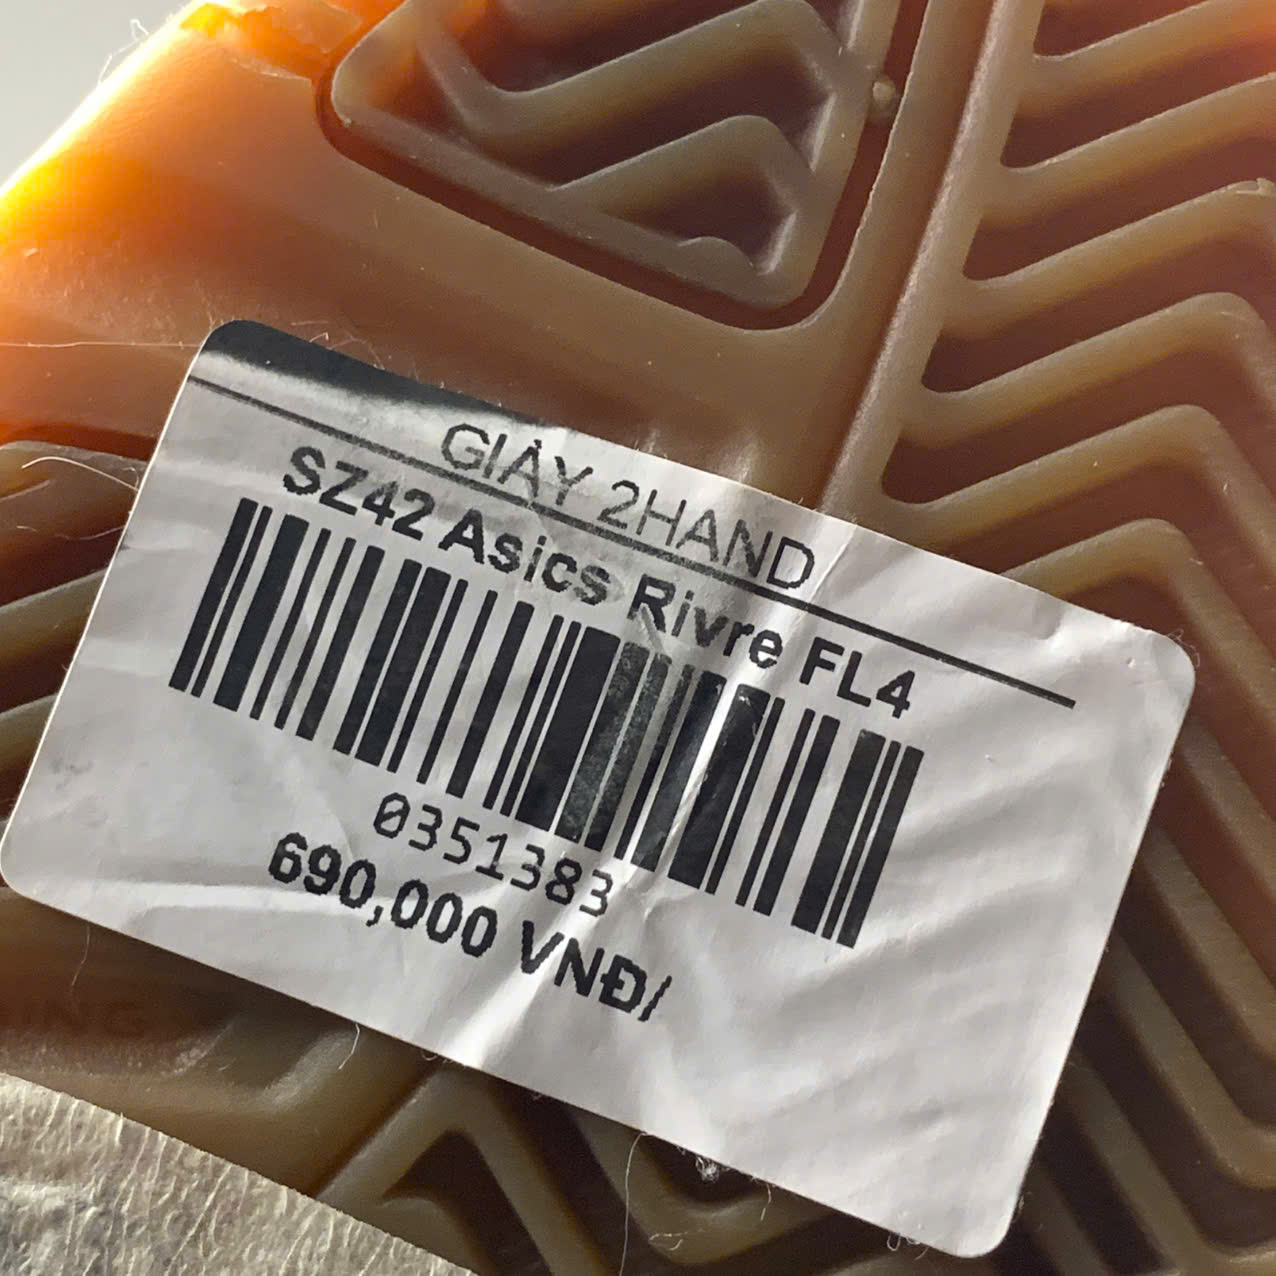 GIÀY 2HAND
SZ42 Asics Rivre FL4
0351383
690,000 VNĐ/